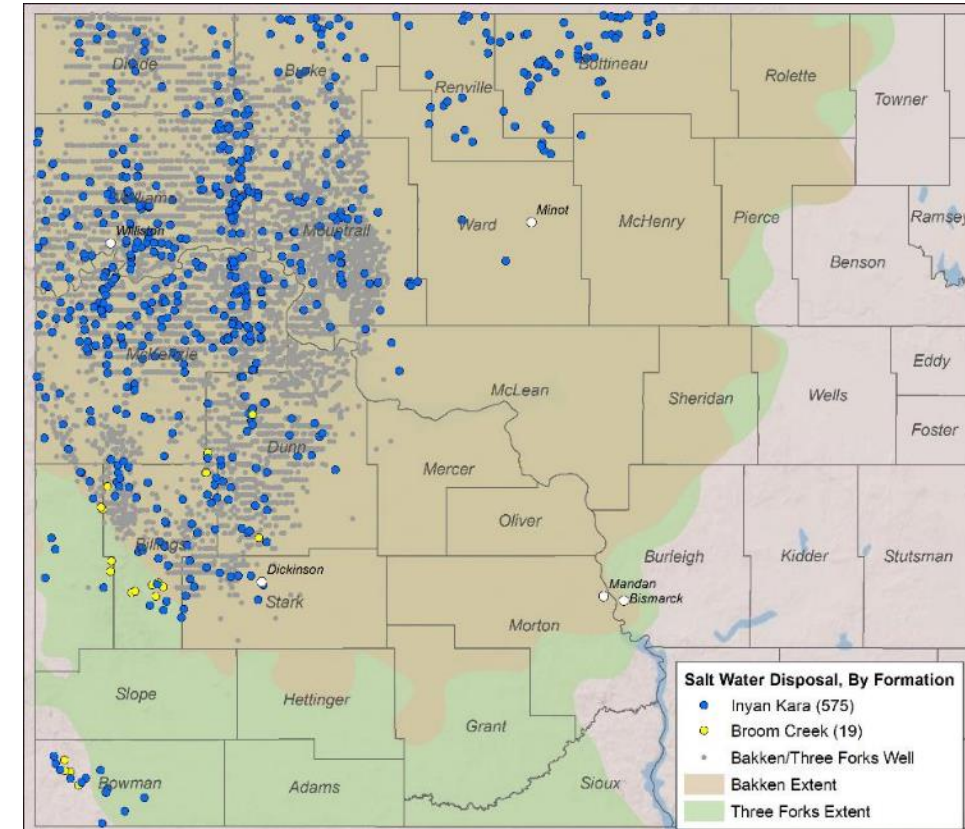 Divide
Burke
Renville
Bottineau
Rolette
Towner
Williams
Williston
Mountrail
Ward
Minot
McHenry
Pierce
Ramsey
Benson
McKenzie
McLean
Sheridan
Wells
Eddy
Foster
Dunn
Mercer
Oliver
Billings
Dickinson
Stark
Mandan
Bismarck
Burleigh
Kidder
Stutsman
Morton
Slope
Hettinger
Grant
Bowman
Adams
Sioux
Salt Water Disposal, By Formation
Inyan Kara (575)
Broom Creek (19)
Bakken/Three Forks Well
Bakken Extent
Three Forks Extent